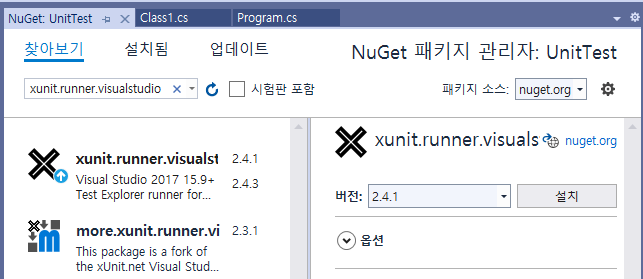 NuGet: UnitTest
Class1.cs
Program.cs
찾아보기 설치됨 업데이트
NuGet 패키지 관리자: UnitTest
xunit.runner.visualstudio
시험판 포함
패키지 소스: nuget.org
xunit.runner.visualst 2.4.1
Visual Studio 2017 15.9+ 2.4.3
Test Explorer runner for...
more.xunit.runner.vi 2.3.1
This package is a fork of
the xUnit.net Visual Stud...
xunit.runner.visuals nuget.org
버전: 2.4.1 설치
옵션